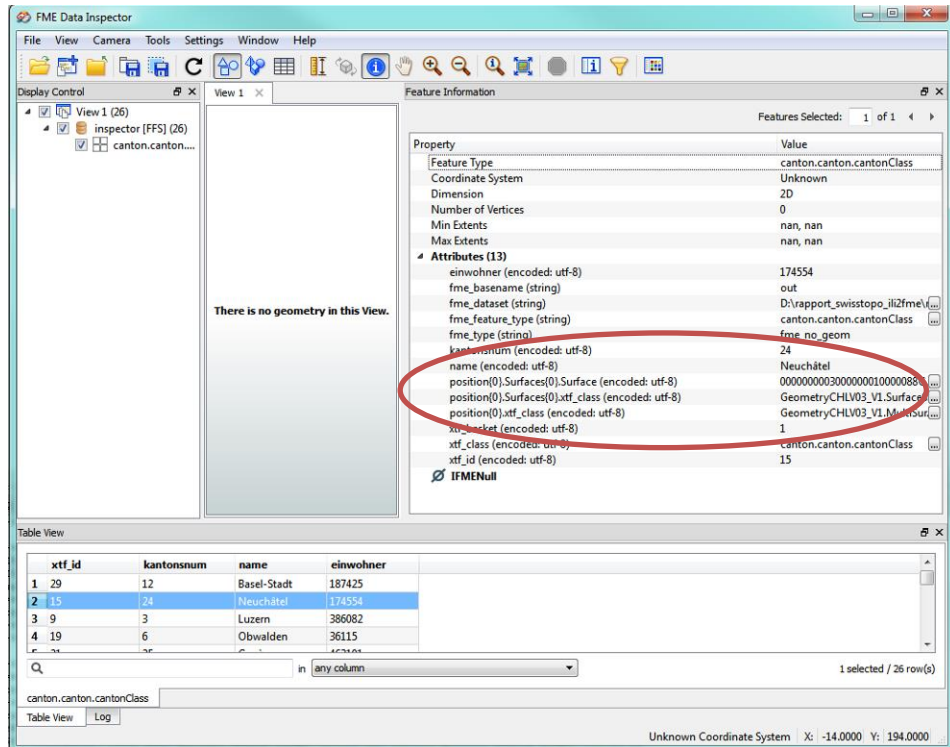 FME Data Inspector
File View Camera Tools Settings Window Help
Display Control
View 1 (26)
inspector [FFS] (26)
canton.canton....
View 1
There is no geometry in this View.
Feature Information
Features Selected: 1 of 1
Property Value
Feature Type canton.canton.cantonClass
Coordinate System Unknown
Dimension 2D
Number of Vertices 0
Min Extents nan, nan
Max Extents nan, nan
Attributes (13)
einwohner (encoded: utf-8) 174554
fme_basename (string) out
fme_dataset (string) D:\rapport_swisstopo_ili2fme\r...
fme_feature_type (string) canton.canton.cantonClass ...
fme_type (string) fme_no_geom
kantonsnum (encoded: utf-8) 24
name (encoded: utf-8) Neuchâtel
position{0}.Surfaces{0}.Surface (encoded: utf-8) ...
position{0}.Surfaces{0}.xtf_class (encoded: utf-8) GeometryCHLV03_V1.Surface ...
position{0}.xtf_class (encoded: utf-8) GeometryCHLV03_V1.MultiSur...
xtf_basket (encoded: utf-8) 1
xtf_class (encoded: utf-8) canton.canton.cantonClass ...
xtf_id (encoded: utf-8) 15
IFMENull
Table View
xtf_id kantonsnum name einwohner
1 29 12 Basel-Stadt 187425
2 15 24 Neuchâtel 174554
3 9 3 Luzern 386082
4 19 6 Obwalden 36115
in any column 1 selected / 26 row(s)
canton.canton.cantonClass
Table View Log
Unknown Coordinate System X: -14.0000 Y: 194.0000